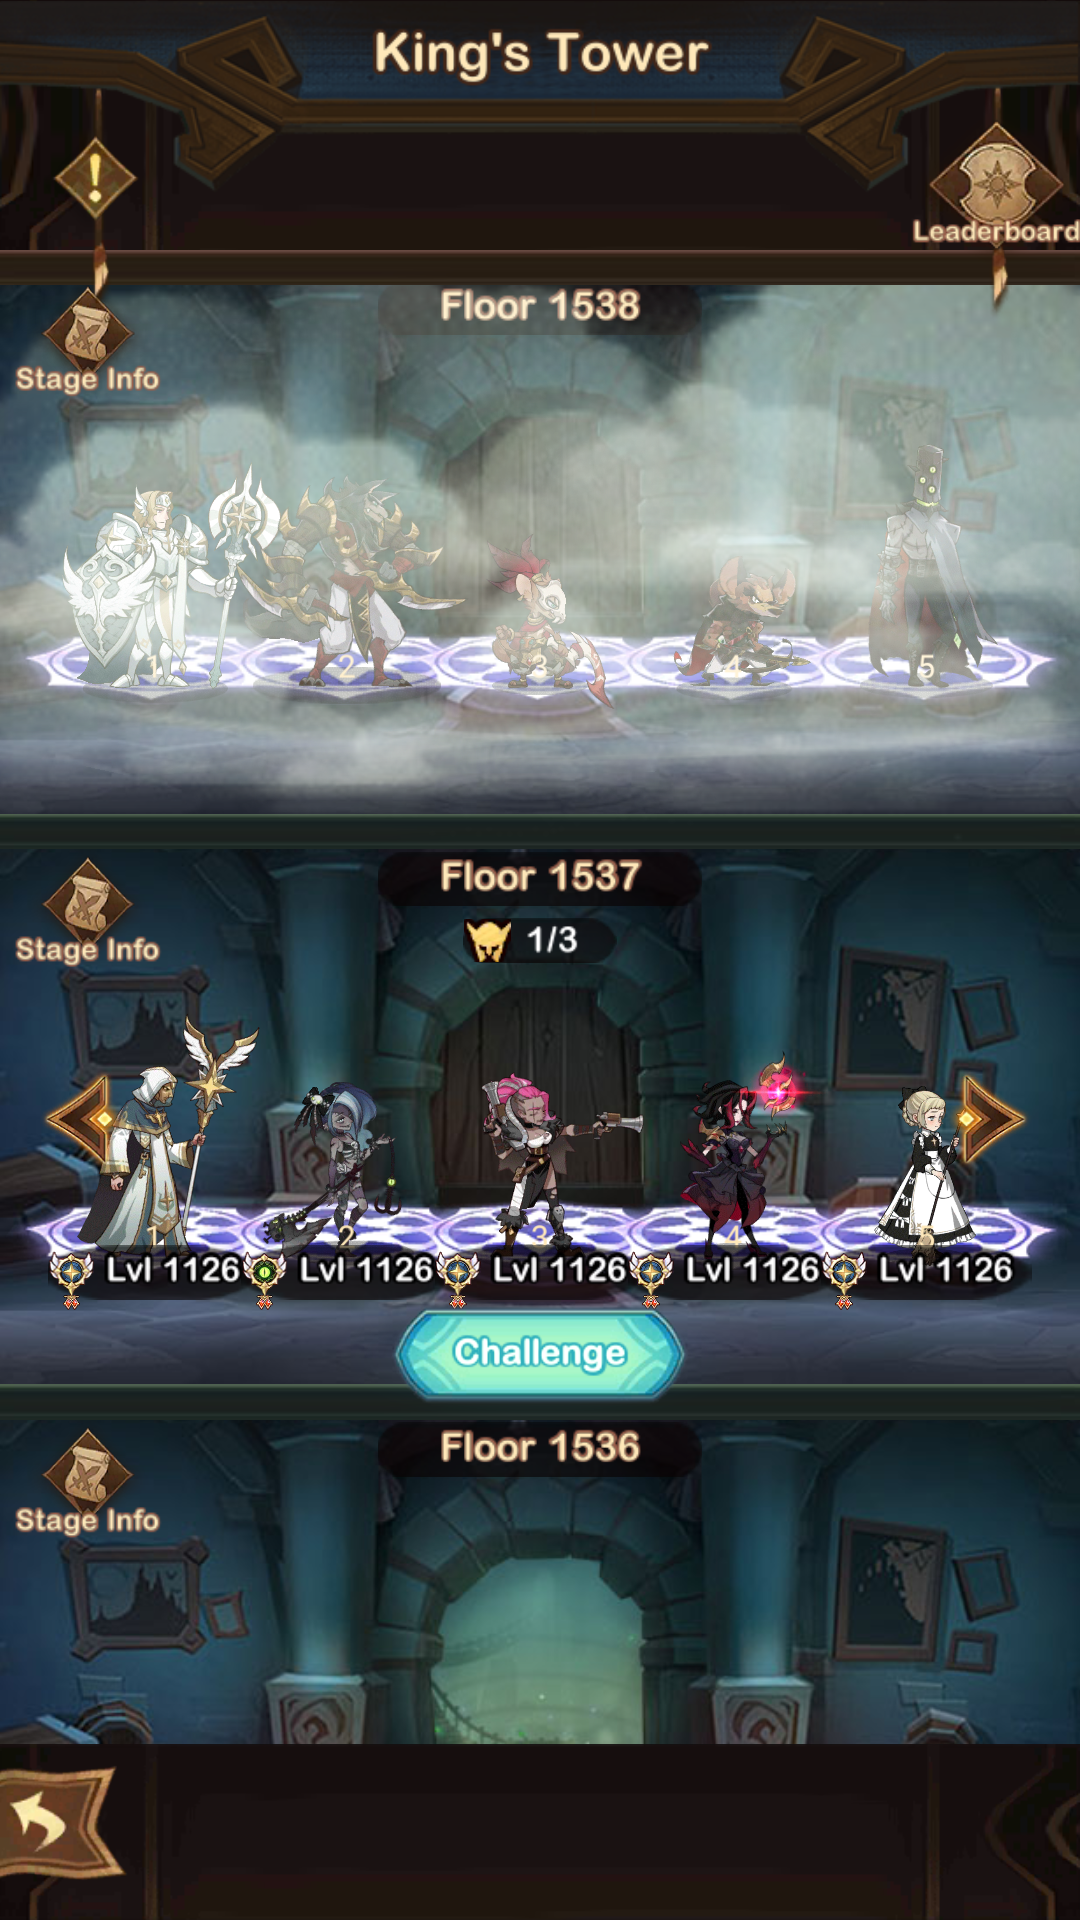 King's Tower
Leaderboard
Floor 1538
Stage Info
1 2 3 4 5
Floor 1537
1/3
Stage Info
1 2 3 4 5
Lvl 1126 Lvl 1126 Lvl 1126 Lvl 1126 Lvl 1126
Challenge
Floor 1536
Stage Info